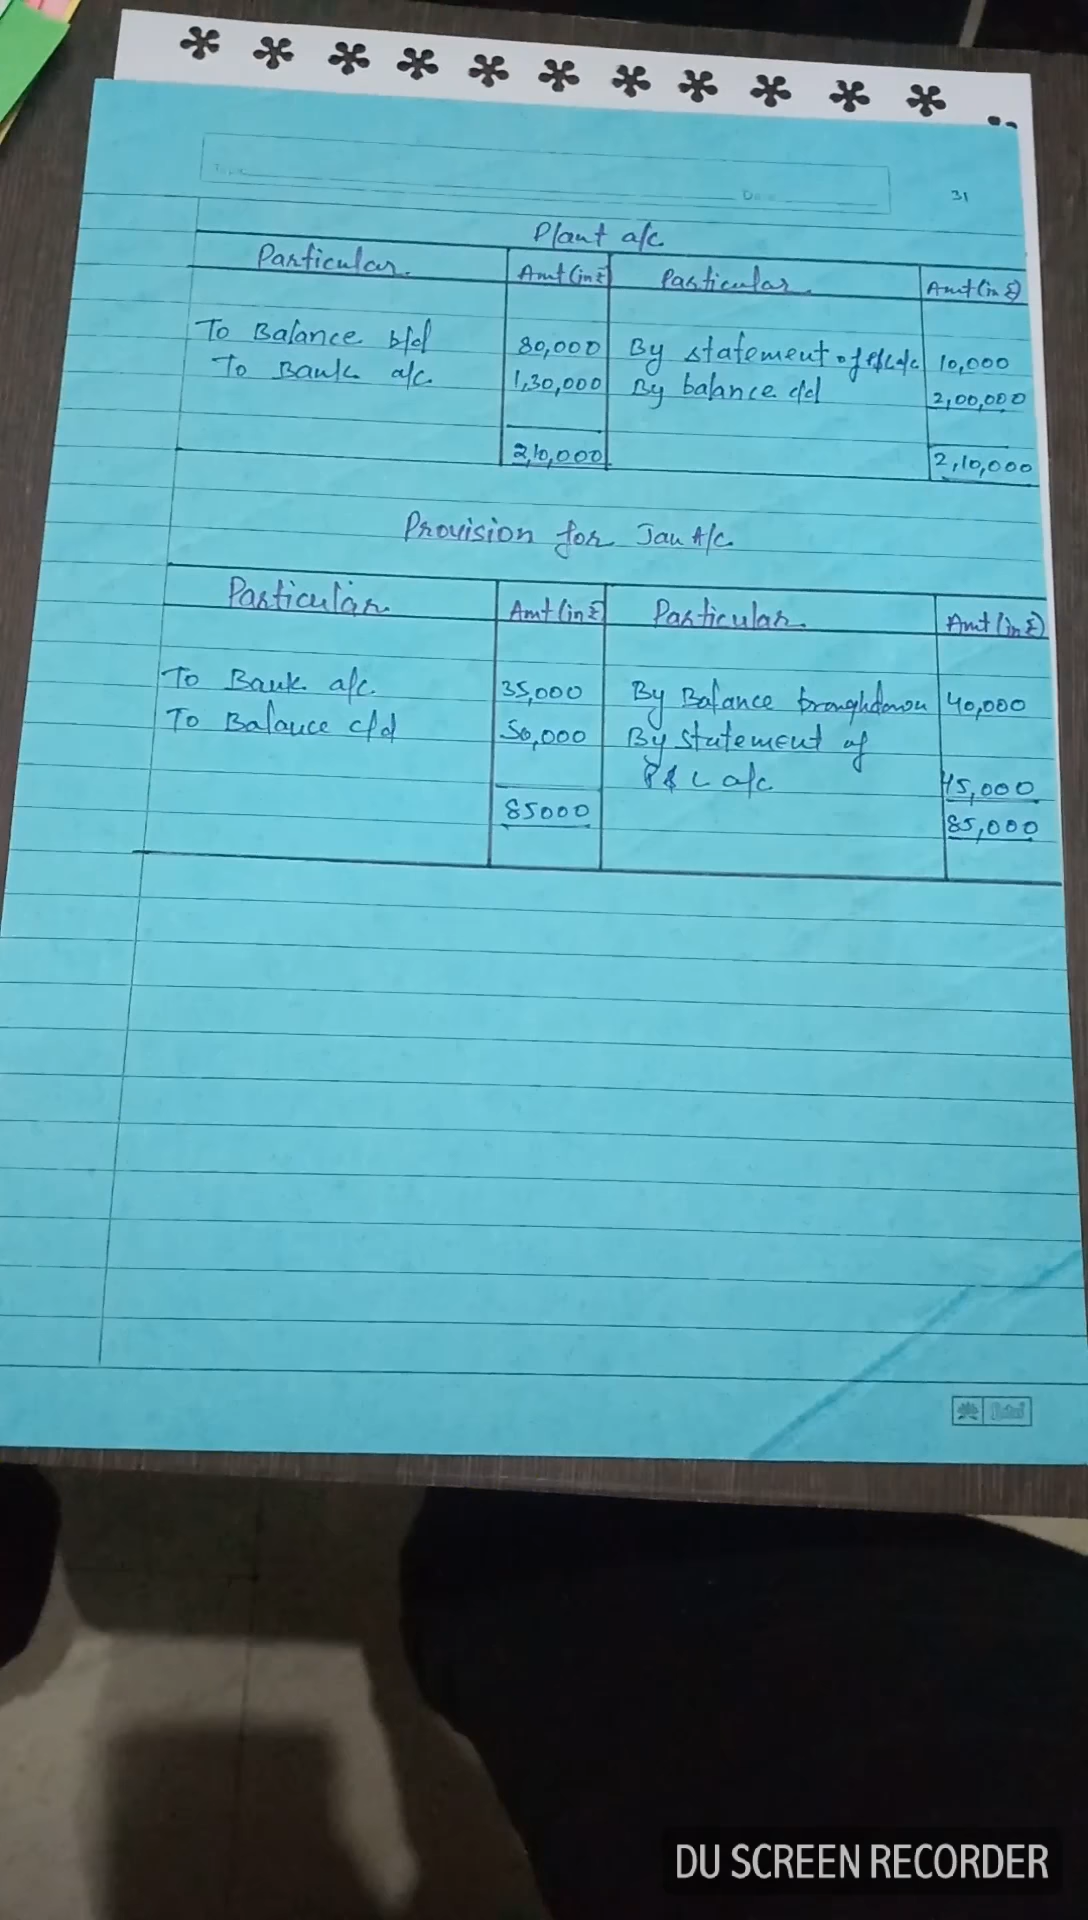 31
Plant a/c
Particular Amt(in ₹) Particular Amt(in ₹)
To Balance b/d 80,000 By statement of P&L a/c 10,000
To Bank a/c 1,30,000 By balance c/d 2,00,000
2,10,000 2,10,000
Provision for Tax A/c
Particular Amt(in ₹) Particular Amt(in ₹)
To Bank a/c 35,000 By Balance 40,000
To Balance c/d 50,000 By statement of
P&L a/c 45,000
85000 85,000
DU SCREEN RECORDER